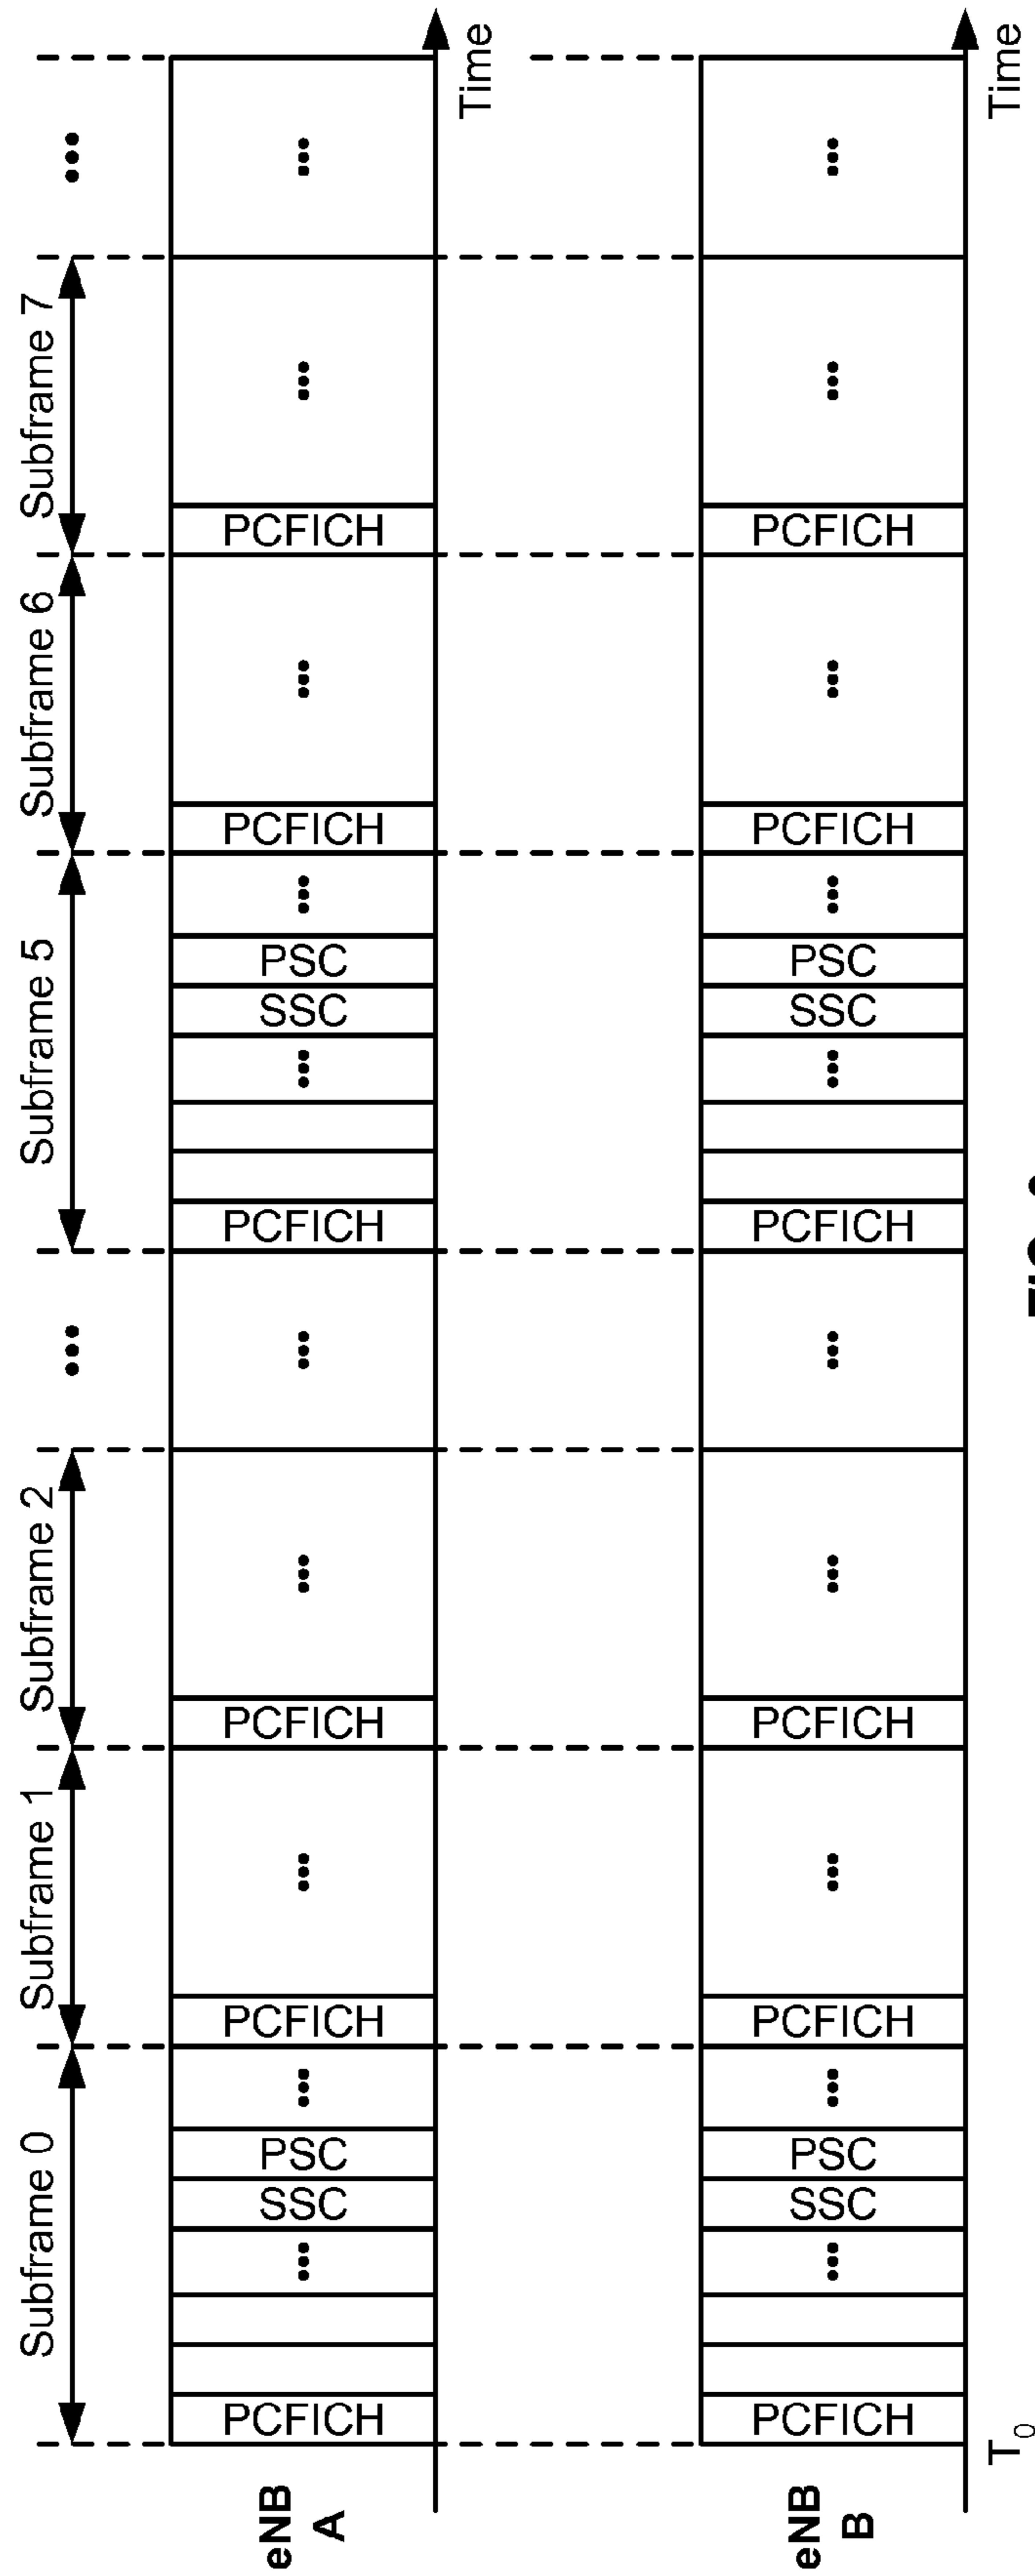 Subframe 0 Subframe 1 Subframe 2 ••• Subframe 5 Subframe 6 Subframe 7 •••
eNB
A
PCFICH ••• SSC PSC ••• PCFICH ••• PCFICH ••• ••• PCFICH ••• SSC PSC ••• PCFICH ••• PCFICH ••• •••
Time
eNB
B
PCFICH ••• SSC PSC ••• PCFICH ••• PCFICH ••• ••• PCFICH ••• SSC PSC ••• PCFICH ••• PCFICH ••• •••
T₀ Time